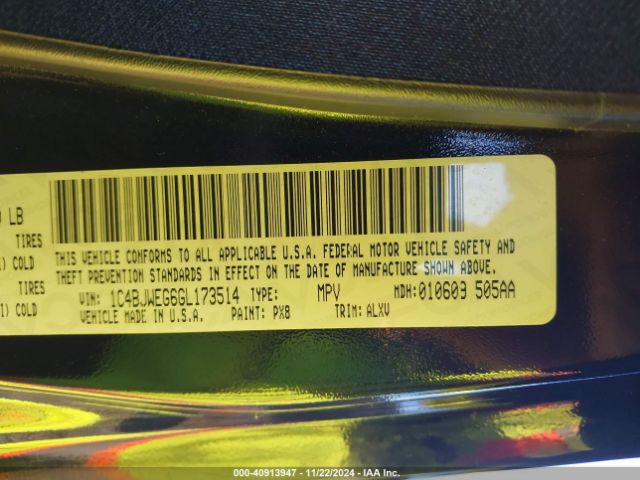 LB
TIRES
COLD
TIRES
COLD
THIS VEHICLE CONFORMS TO ALL APPLICABLE U.S.A. FEDERAL MOTOR VEHICLE SAFETY AND
THEFT PREVENTION STANDARDS IN EFFECT ON THE DATE OF MANUFACTURE SHOWN ABOVE.
VIN: 1C4BJWEG6GL173514 TYPE: MPV MDH:010603 505AA
VEHICLE MADE IN U.S.A. PAINT: PX8 TRIM: ALXV
000-40913947 - 11/22/2024 - IAA Inc.